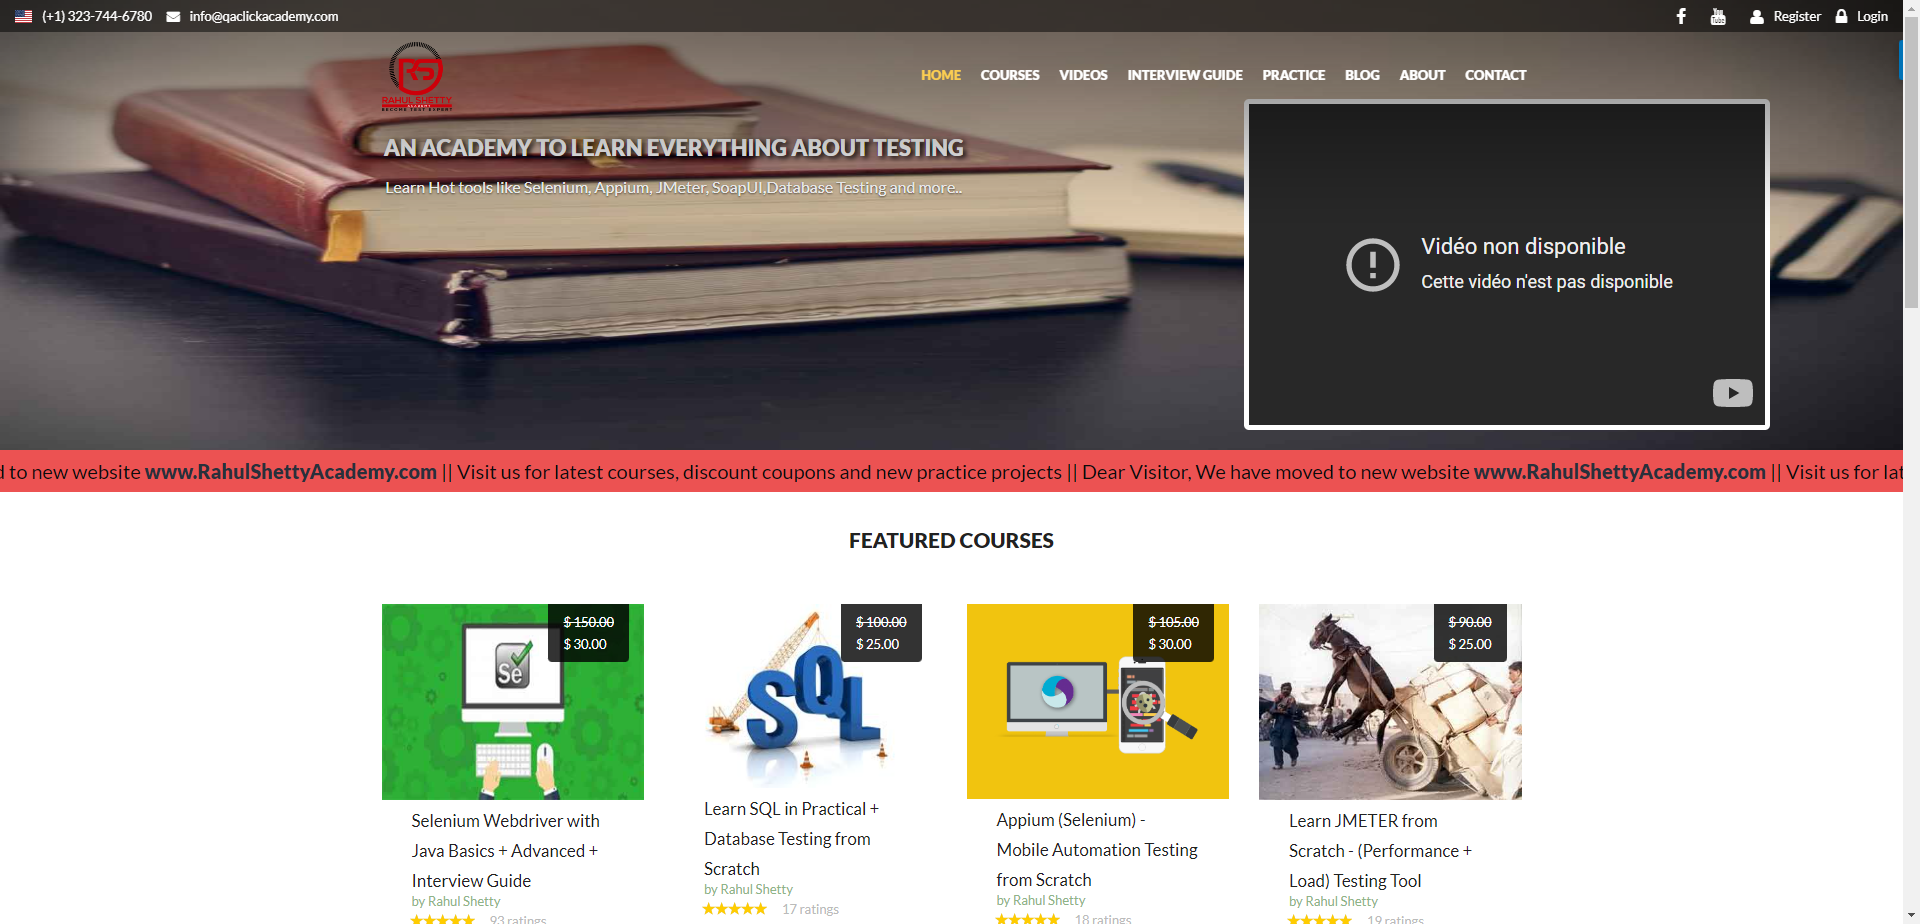 (+1) 323-744-6780 info@qaclickacademy.com Register Login
RS
RAHUL SHETTY
ACADEMY
HOME COURSES VIDEOS INTERVIEW GUIDE PRACTICE BLOG ABOUT CONTACT
AN ACADEMY TO LEARN EVERYTHING ABOUT TESTING
Learn Hot tools like Selenium, Appium, JMeter, SoapUI,Database Testing and more..
Vidéo non disponible
Cette vidéo n'est pas disponible
d to new website www.RahulShettyAcademy.com || Visit us for latest courses, discount coupons and new practice projects || Dear Visitor, We have moved to new website www.RahulShettyAcademy.com || Visit us for lat
FEATURED COURSES
$ 150.00
$ 30.00
Se
Selenium Webdriver with
Java Basics + Advanced +
Interview Guide
by Rahul Shetty
93 ratings
$ 100.00
$ 25.00
SQL
Learn SQL in Practical +
Database Testing from
Scratch
by Rahul Shetty
17 ratings
$ 105.00
$ 30.00
Appium (Selenium) -
Mobile Automation Testing
from Scratch
by Rahul Shetty
18 ratings
$ 90.00
$ 25.00
Learn JMETER from
Scratch - (Performance +
Load) Testing Tool
by Rahul Shetty
19 ratings